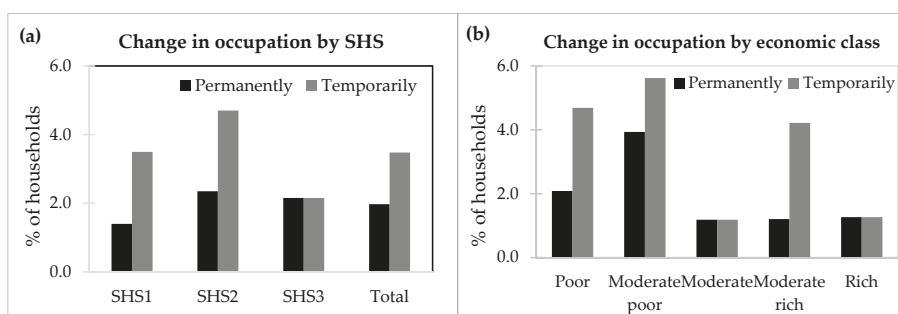 (a)
Change in occupation by SHS
6.0
Permanently Temporarily
4.0
2.0
0.0
% of households
SHS1 SHS2 SHS3 Total
(b)
Change in occupation by economic class
6.0
Permanently Temporarily
4.0
2.0
0.0
% of households
Poor Moderate poor Moderate Moderate rich Rich